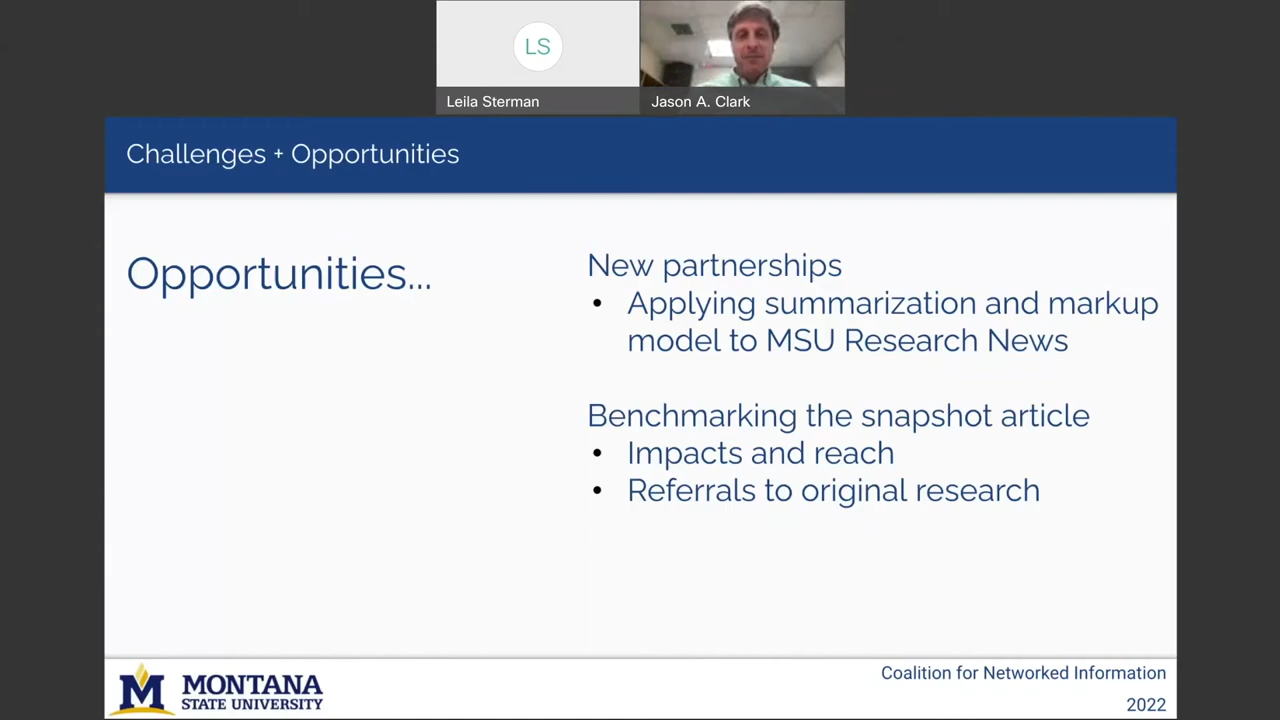 LS
Leila Sterman
Jason A. Clark
Challenges + Opportunities
Opportunities...
New partnerships
• Applying summarization and markup
model to MSU Research News
Benchmarking the snapshot article
• Impacts and reach
• Referrals to original research
M MONTANA
STATE UNIVERSITY
Coalition for Networked Information
2022